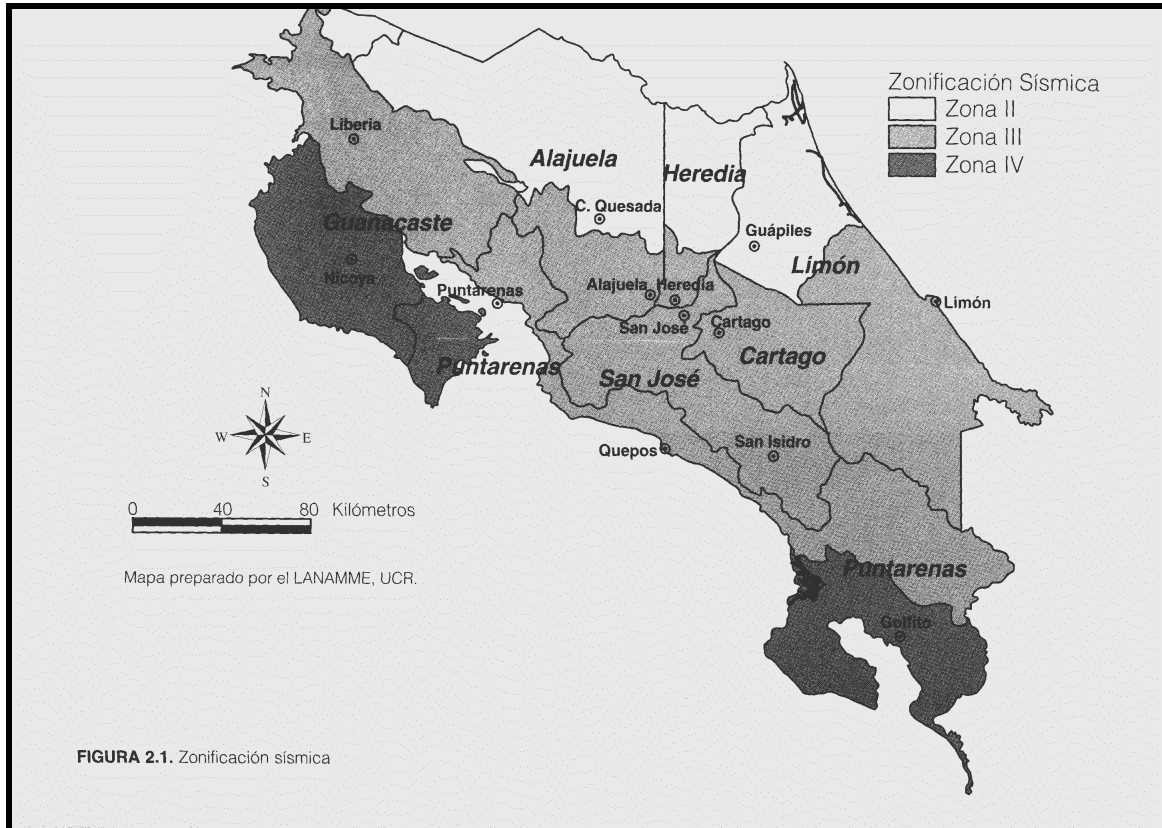 Zonificación Sísmica
Zona II
Zona III
Zona IV
Liberia
Alajuela
Heredia
C. Quesada
Guanacaste
Guápiles
Limón
Nicoya
Puntarenas
Alajuela
Heredia
Limón
San José
Cartago
Puntarenas
San José
Cartago
N
W
E
S
Quepos
San Isidro
0 40 80 Kilómetros
Mapa preparado por el LANAMME, UCR.
Puntarenas
Golfito
FIGURA 2.1. Zonificación sísmica